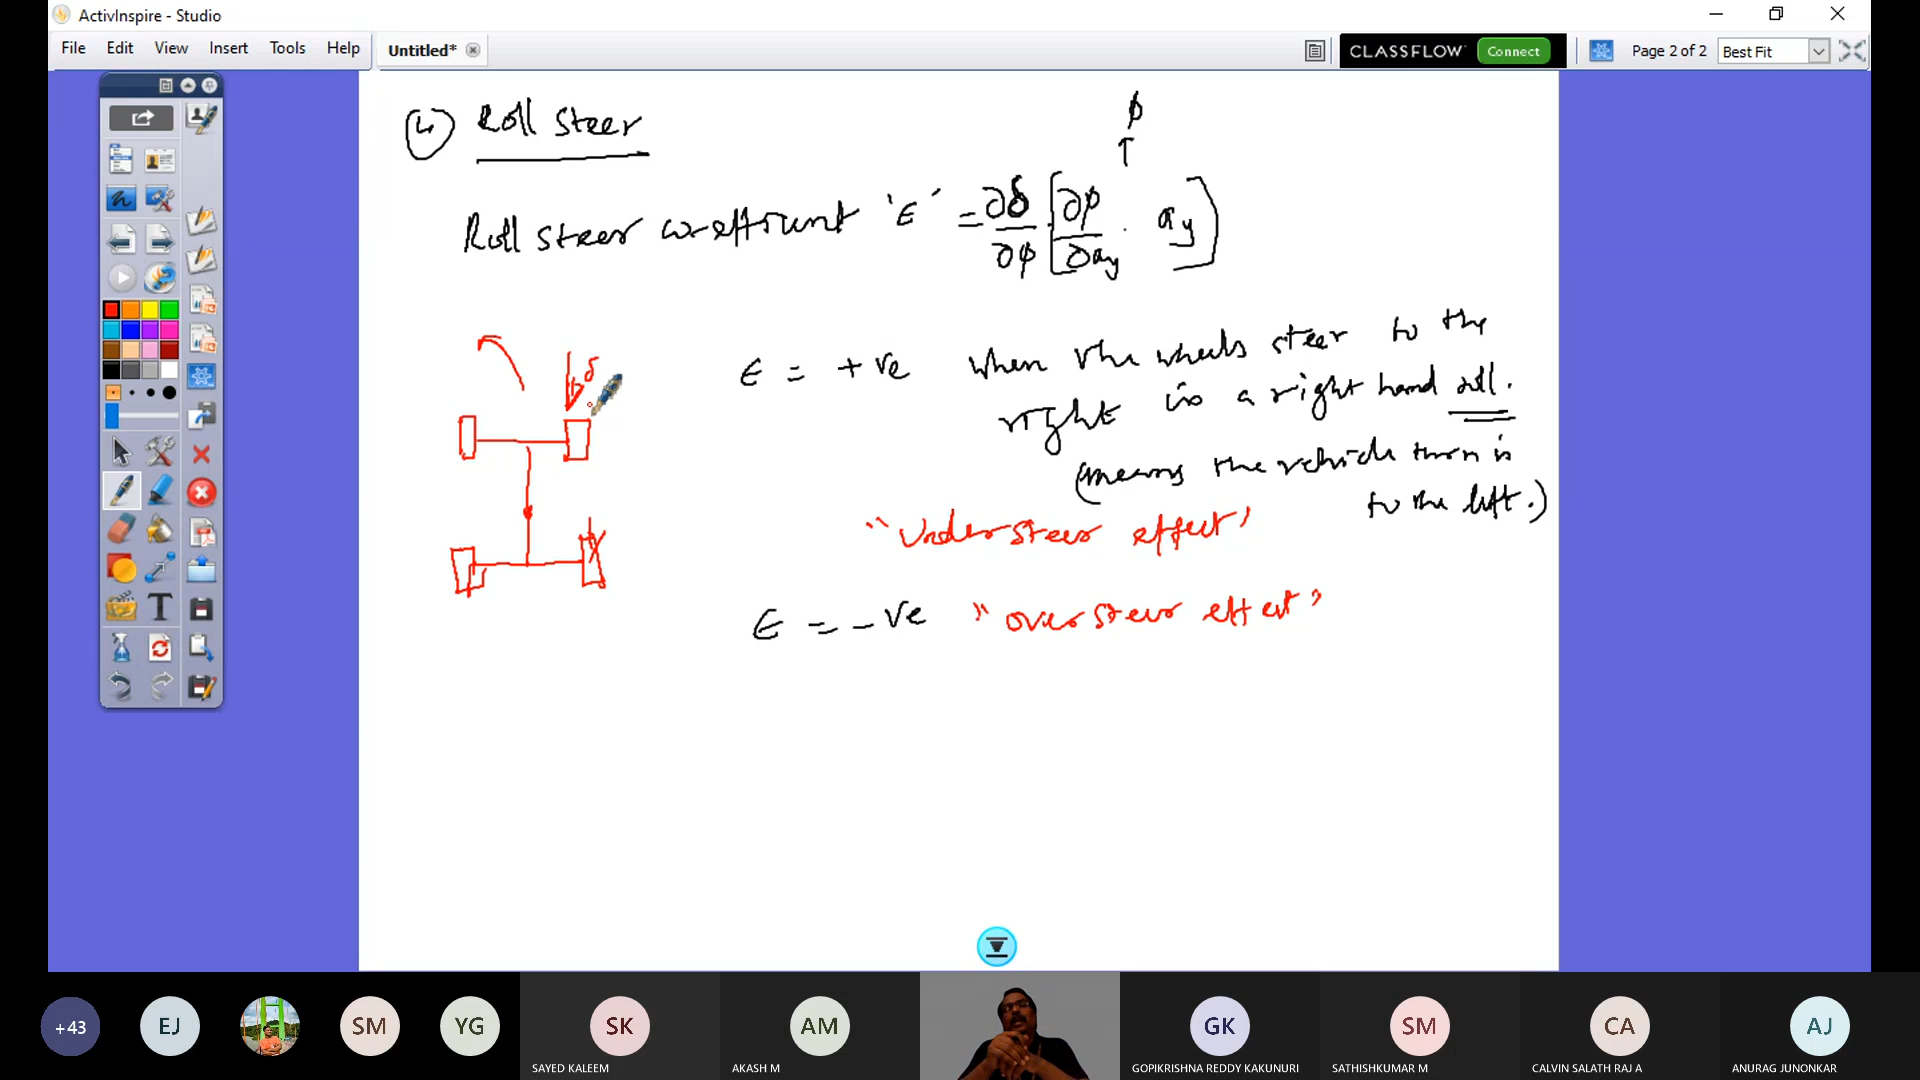 ActivInspire - Studio
File Edit View Insert Tools Help
Untitled*
CLASSFLOW Connect
Page 2 of 2
Best Fit
④ Roll steer
ϕ
↑
Roll steer coefficient 'ϵ' = ∂δ/∂ϕ [∂ϕ/∂ay . ay]
δ
ϵ = +ve when the wheels steer to the
right in a right hand roll.
(means the vehicle turn is
to the left.)
"Understeer effect"
ϵ = -ve "oversteer effect"
T
+43
EJ
SM
YG
SK
SAYED KALEEM
AM
AKASH M
GK
GOPIKRISHNA REDDY KAKUNURI
SM
SATHISHKUMAR M
CA
CALVIN SALATH RAJ A
AJ
ANURAG JUNONKAR